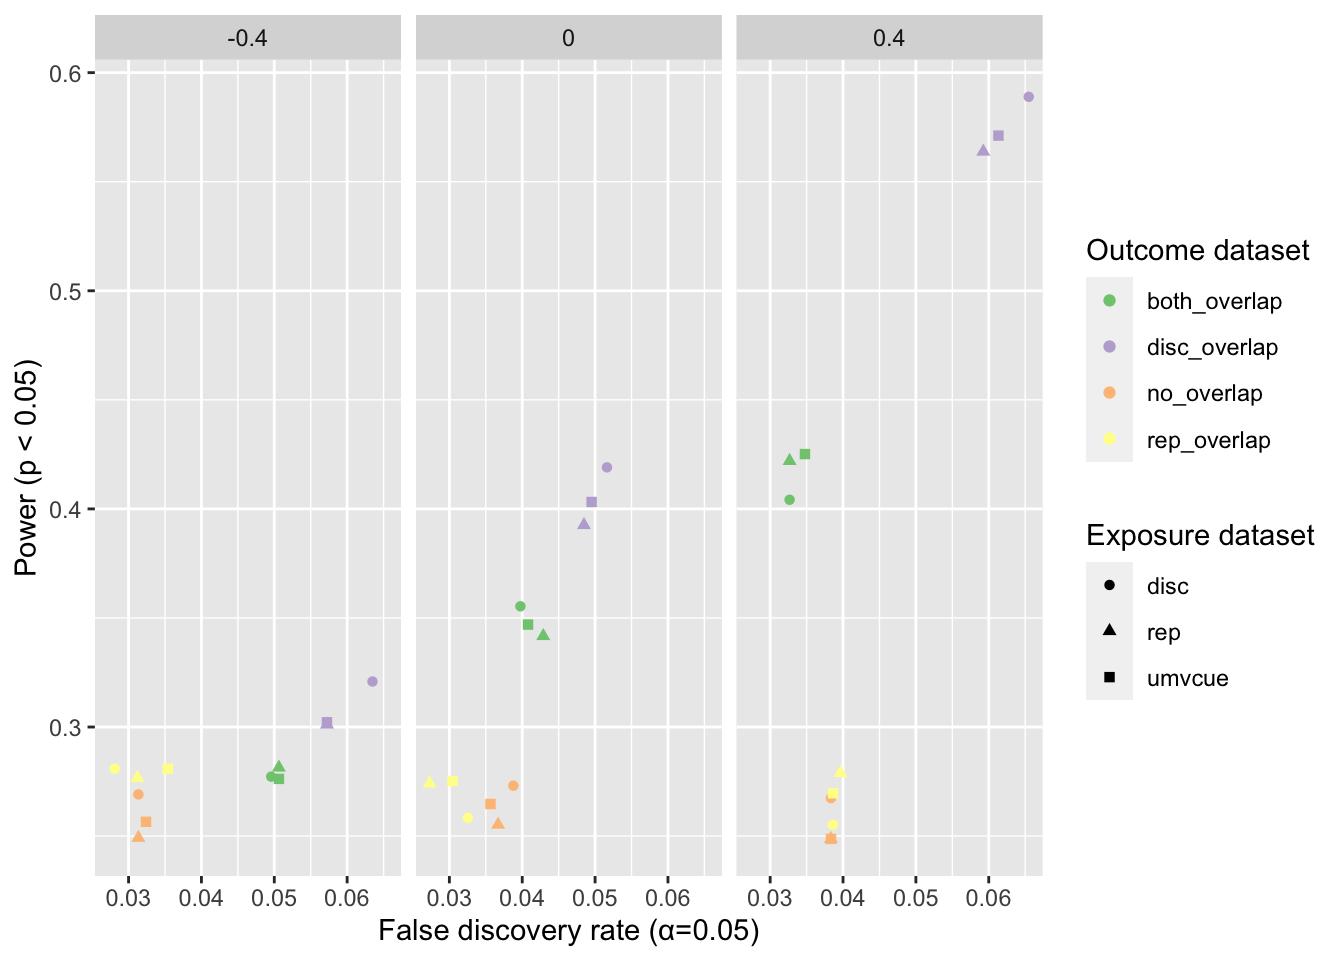 -0.4 0 0.4
0.6
0.5
0.4
0.3
Power (p < 0.05)
0.03 0.04 0.05 0.06 0.03 0.04 0.05 0.06 0.03 0.04 0.05 0.06
False discovery rate (α=0.05)
Outcome dataset
both_overlap
disc_overlap
no_overlap
rep_overlap
Exposure dataset
disc
rep
umvcue